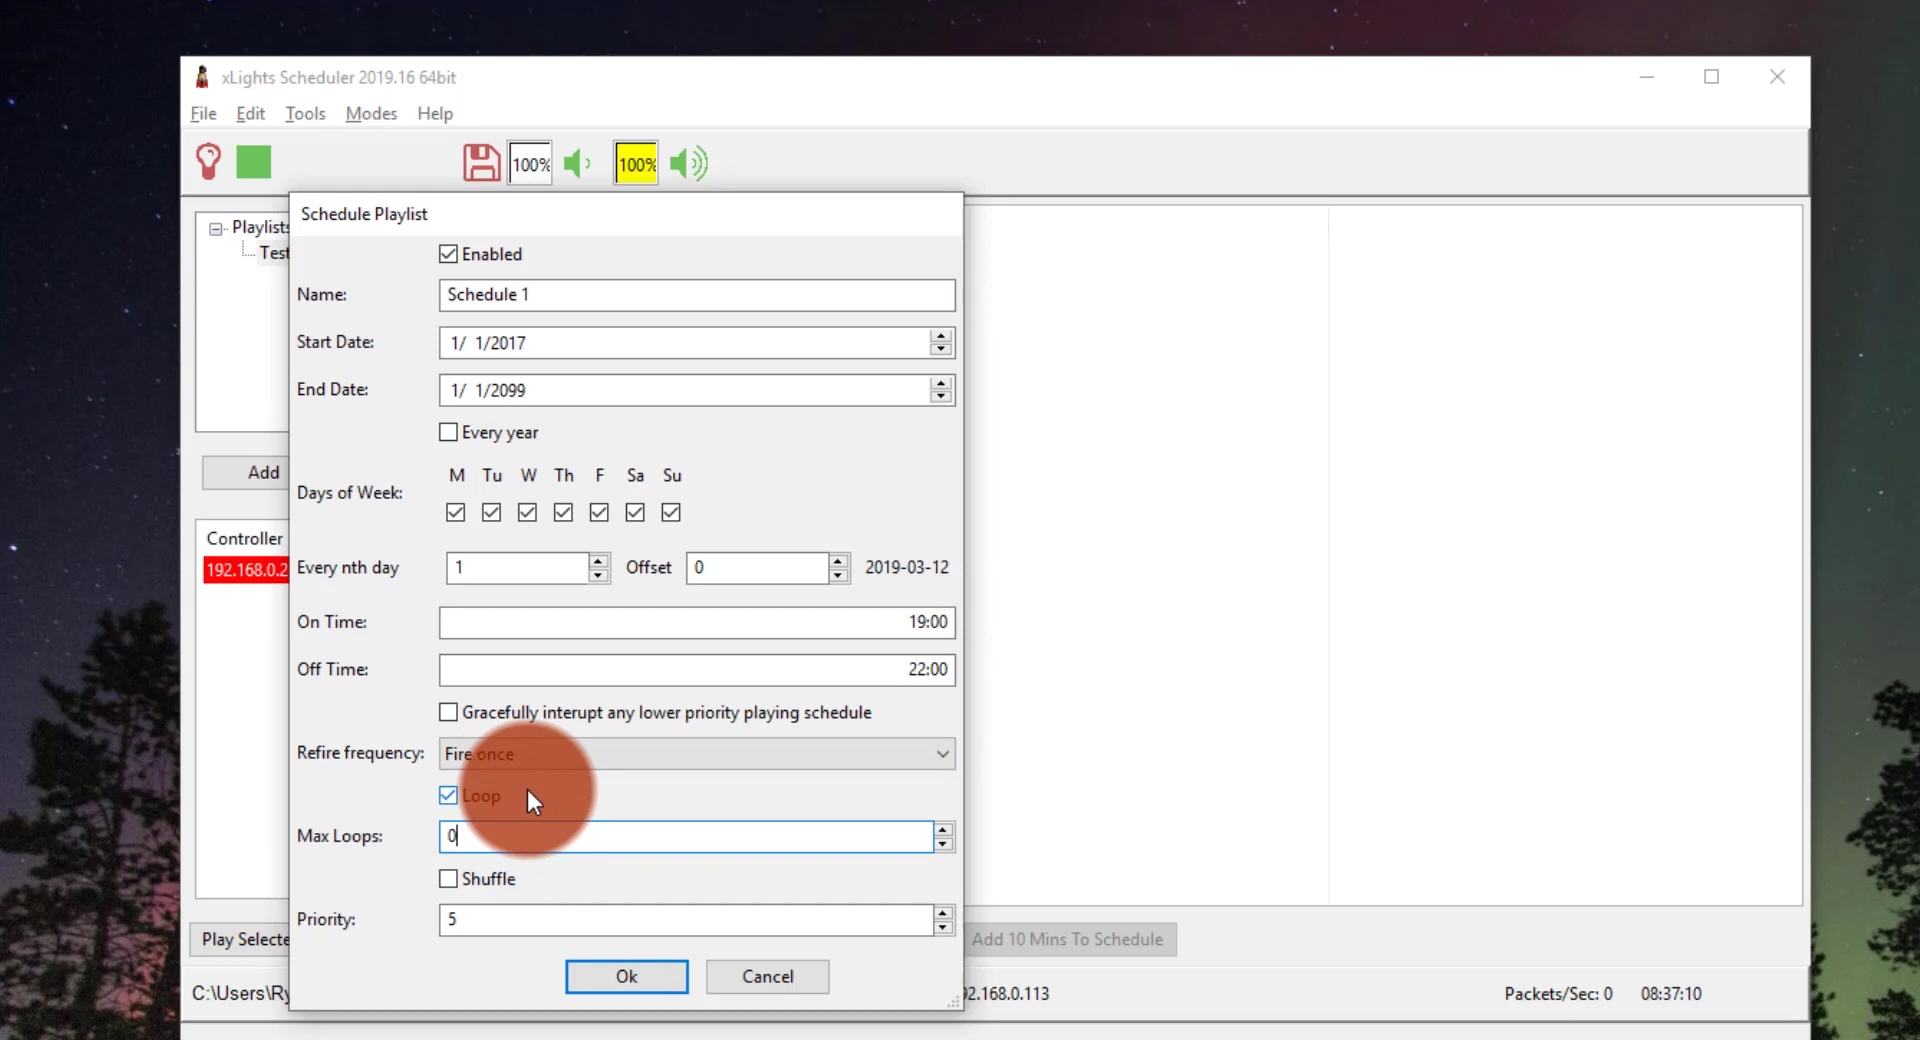 xLights Scheduler 2019.16 64bit
File Edit Tools Modes Help
100% 100%
Schedule Playlist
Playlists
Test
Enabled
Name: Schedule 1
Start Date: 1/ 1/2017
End Date: 1/ 1/2099
Every year
M Tu W Th F Sa Su
Days of Week:
Add
Controller
192.168.0.2
Every nth day 1 Offset 0 2019-03-12
On Time: 19:00
Off Time: 22:00
Gracefully interupt any lower priority playing schedule
Refire frequency: Fire once
Loop
Max Loops: 0
Shuffle
Priority: 5
Play Selecte
Add 10 Mins To Schedule
Ok Cancel
C:\Users\Ry 2.168.0.113 Packets/Sec: 0 08:37:10